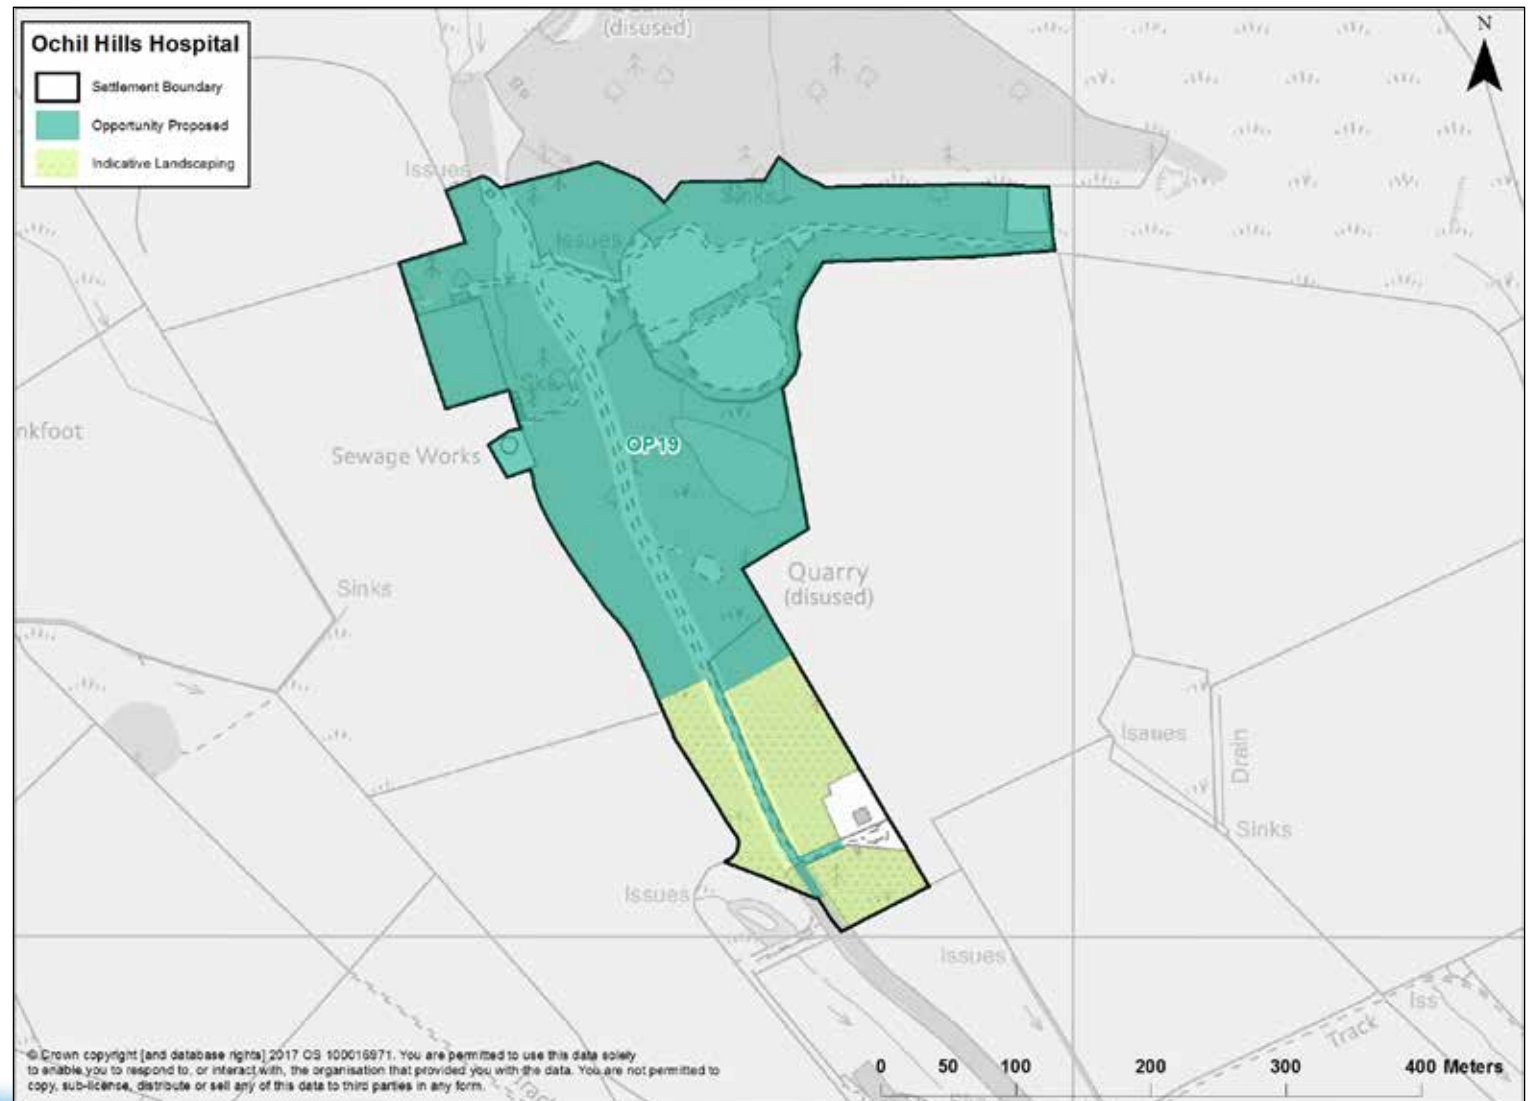 Ochil Hills Hospital
Settlement Boundary
Opportunity Proposed
Indicative Landscaping
(disused)
N
Issues
Sinks
Issues
nkfoot
Sewage Works
OP19
Sinks
Quarry
(disused)
Issues
Drain
Sinks
Issues
Issues
Iss
Track
Track
© Crown copyright [and database rights] 2017 OS 100016971. You are permitted to use this data solely
to enable you to respond to, or interact with, the organisation that provided you with the data. You are not permitted to
copy, sub-license, distribute or sell any of this data to third parties in any form.
0 50 100 200 300 400 Meters